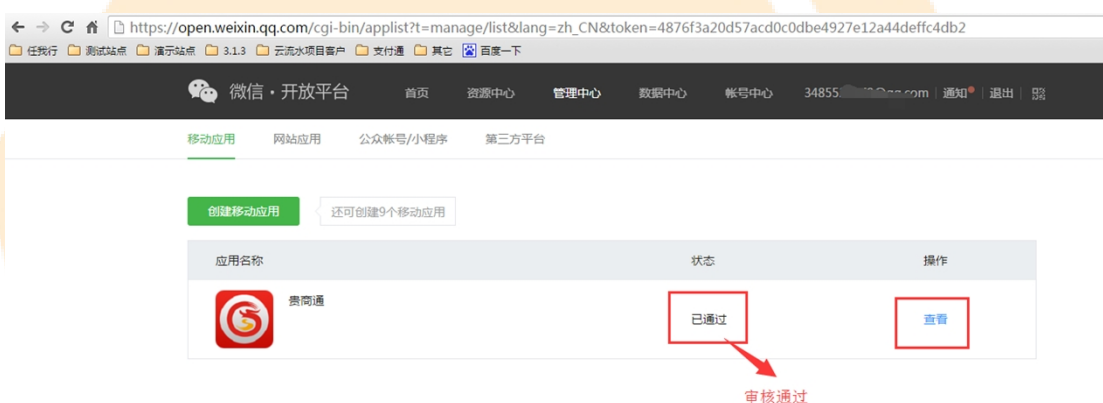 https://open.weixin.qq.com/cgi-bin/applist?t=manage/list&lang=zh_CN&token=4876f3a20d57acd0c0dbe4927e12a44deffc4db2
任我行 测试站点 演示站点 3.1.3 云流水项目客户 支付通 其它 百度一下
微信·开放平台 首页 资源中心 管理中心 数据中心 帐号中心 34855 qq.com 通知 退出
移动应用 网站应用 公众帐号/小程序 第三方平台
创建移动应用 还可创建9个移动应用
应用名称 状态 操作
贵商通
已通过 查看
审核通过